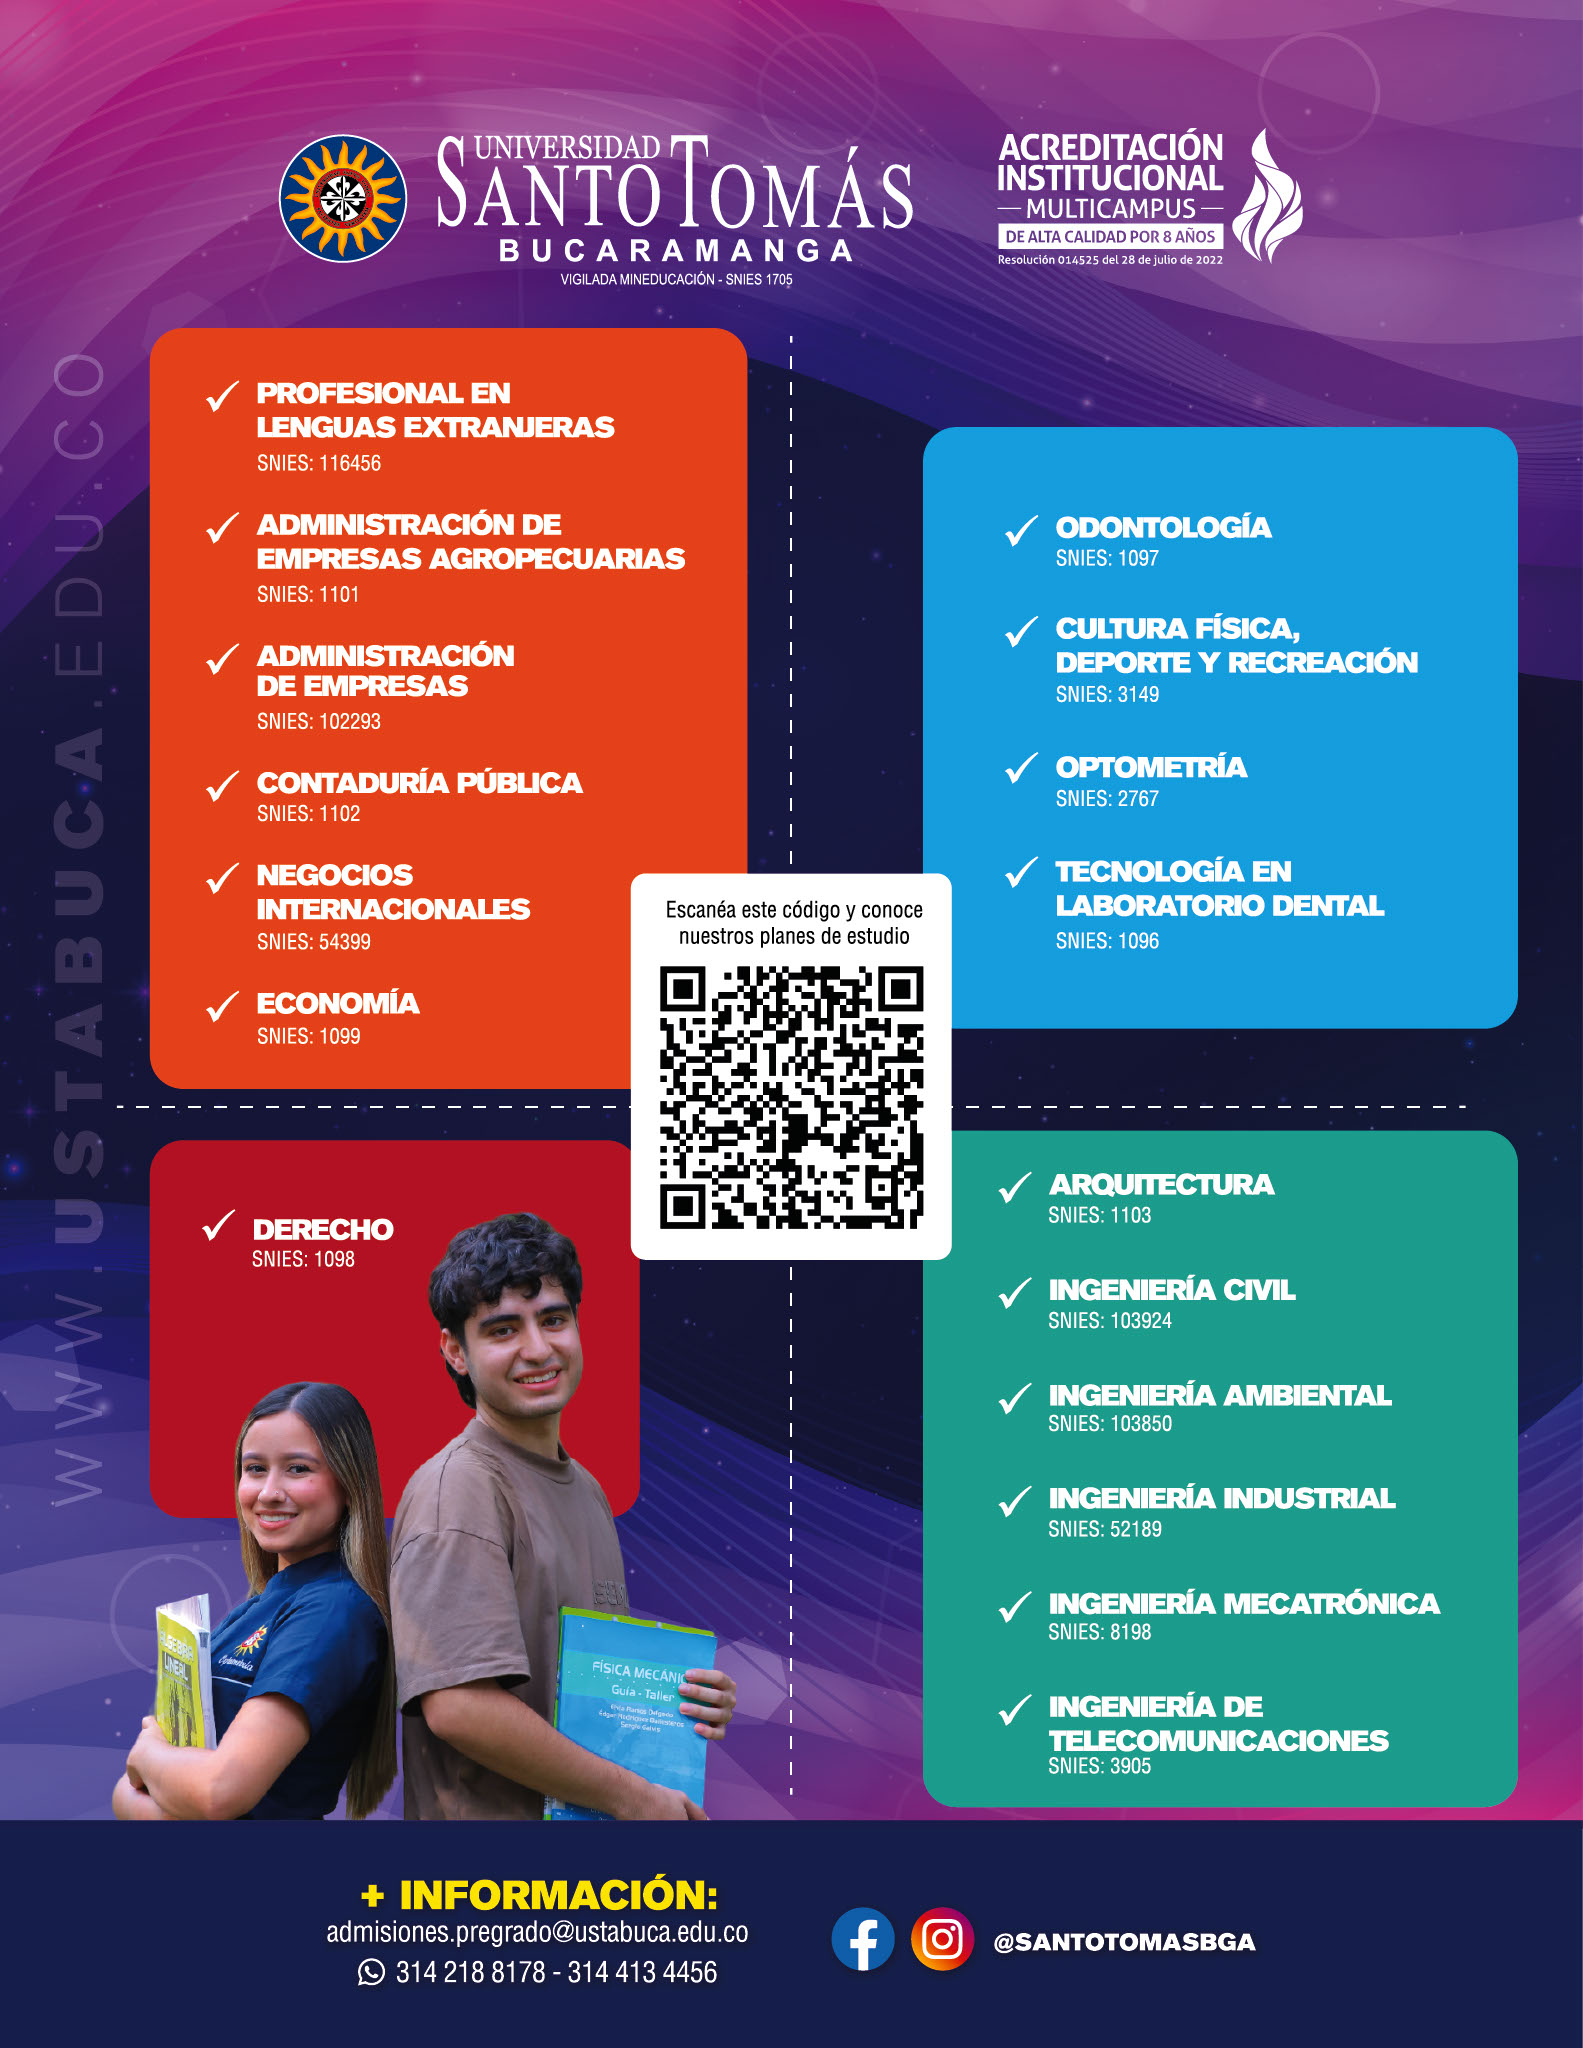 UNIVERSIDAD
SANTO TOMÁS
BUCARAMANGA
VIGILADA MINEDUCACIÓN - SNIES 1705
ACREDITACIÓN
INSTITUCIONAL
MULTICAMPUS
DE ALTA CALIDAD POR 8 AÑOS
Resolución 014525 del 28 de julio de 2022
WWW.USTABUCA.EDU.CO
PROFESIONAL EN
LENGUAS EXTRANJERAS
SNIES: 116456
ADMINISTRACIÓN DE
EMPRESAS AGROPECUARIAS
SNIES: 1101
ADMINISTRACIÓN
DE EMPRESAS
SNIES: 102293
CONTADURÍA PÚBLICA
SNIES: 1102
NEGOCIOS
INTERNACIONALES
SNIES: 54399
ECONOMÍA
SNIES: 1099
ODONTOLOGÍA
SNIES: 1097
CULTURA FÍSICA,
DEPORTE Y RECREACIÓN
SNIES: 3149
OPTOMETRÍA
SNIES: 2767
TECNOLOGÍA EN
LABORATORIO DENTAL
SNIES: 1096
Escanéa este código y conoce
nuestros planes de estudio
DERECHO
SNIES: 1098
ARQUITECTURA
SNIES: 1103
INGENIERÍA CIVIL
SNIES: 103924
INGENIERÍA AMBIENTAL
SNIES: 103850
INGENIERÍA INDUSTRIAL
SNIES: 52189
INGENIERÍA MECATRÓNICA
SNIES: 8198
INGENIERÍA DE
TELECOMUNICACIONES
SNIES: 3905
ÁLGEBRA
LINEAL
Optometría
FÍSICA MECÁNIC
Guía - Taller
+ INFORMACIÓN:
admisiones.pregrado@ustabuca.edu.co
314 218 8178 - 314 413 4456
@SANTOTOMASBGA